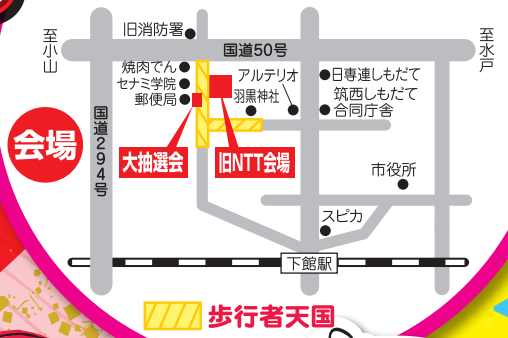 旧消防署
至小山
国道50号
至水戸
焼肉でん
セナミ学院
郵便局
アルテリオ
羽黒神社
日専連しもだて
筑西しもだて
合同庁舎
国道294号
会場
大抽選会
旧NTT会場
市役所
スピカ
下館駅
歩行者天国